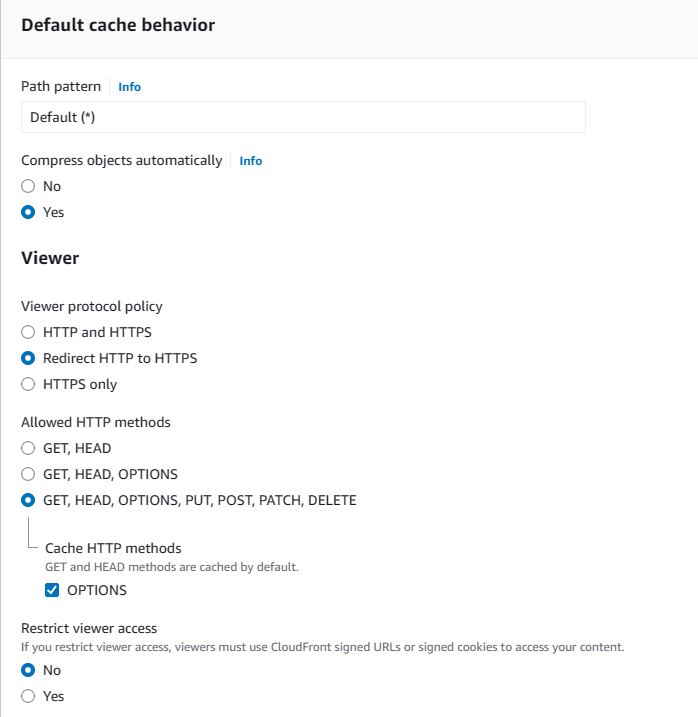 Default cache behavior
Path pattern Info
Default (*)
Compress objects automatically Info
No
Yes
Viewer
Viewer protocol policy
HTTP and HTTPS
Redirect HTTP to HTTPS
HTTPS only
Allowed HTTP methods
GET, HEAD
GET, HEAD, OPTIONS
GET, HEAD, OPTIONS, PUT, POST, PATCH, DELETE
Cache HTTP methods
GET and HEAD methods are cached by default.
OPTIONS
Restrict viewer access
If you restrict viewer access, viewers must use CloudFront signed URLs or signed cookies to access your content.
No
Yes